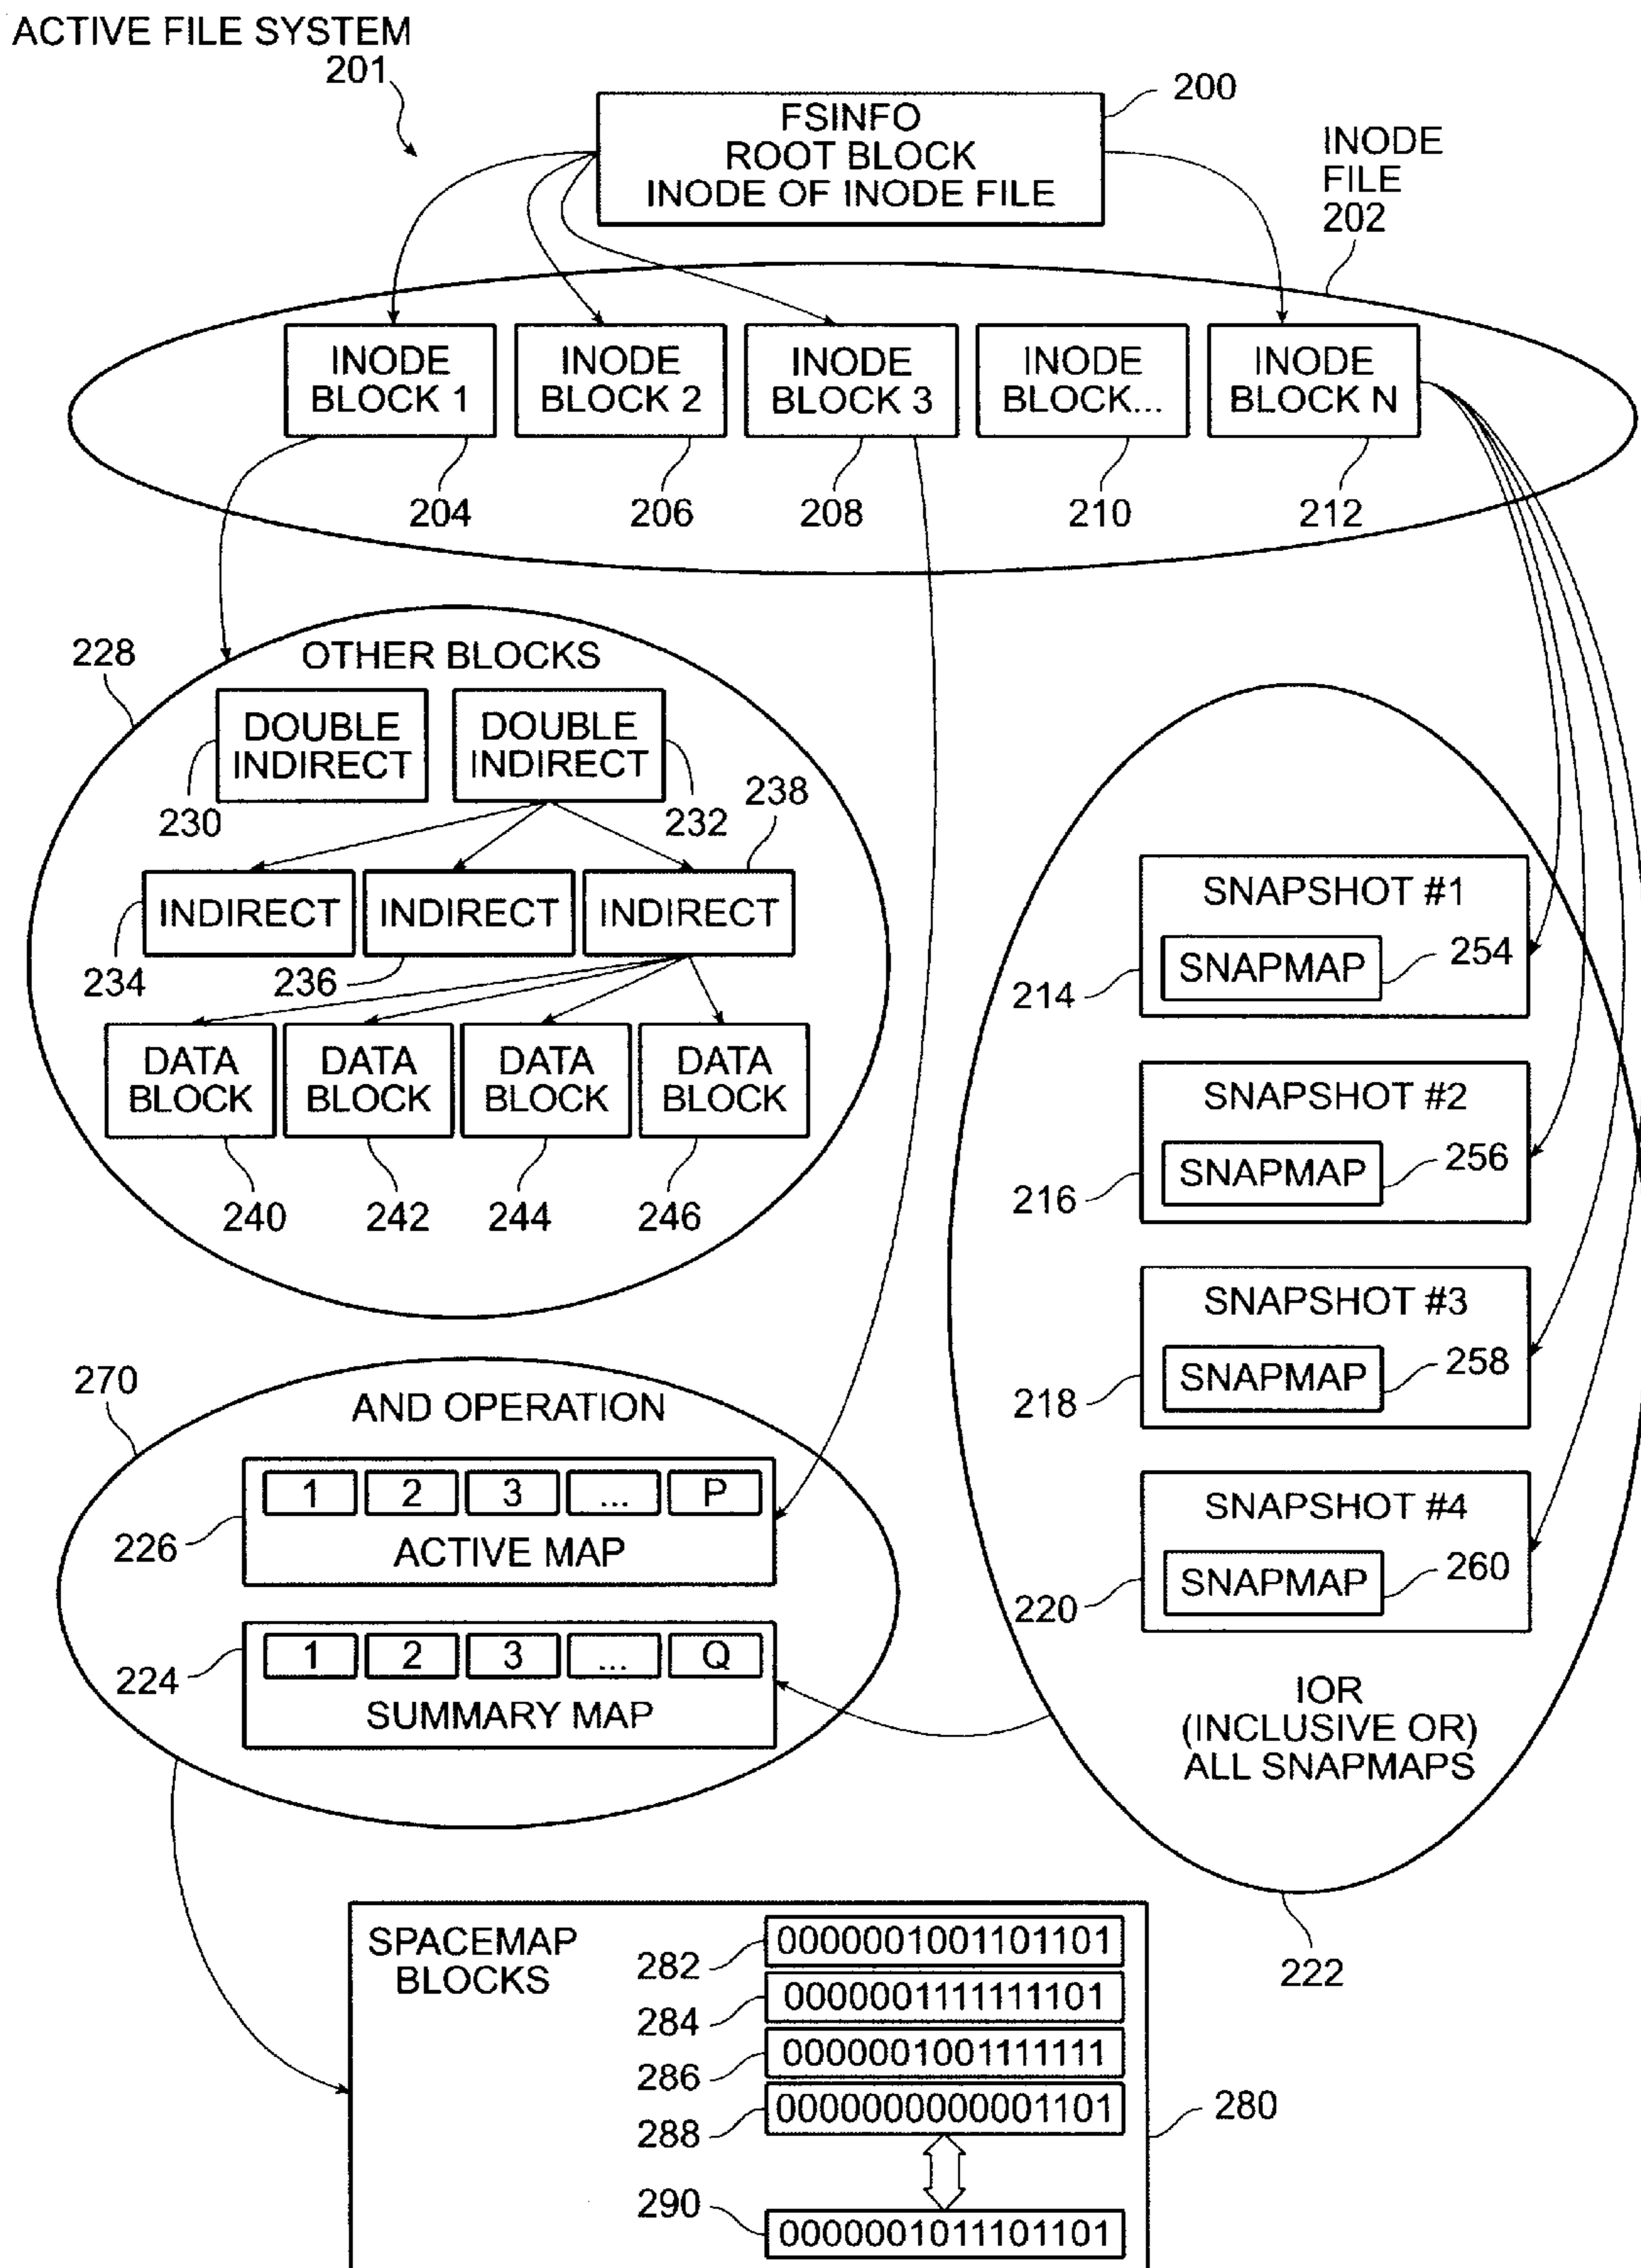 ACTIVE FILE SYSTEM
201
FSINFO
ROOT BLOCK
INODE OF INODE FILE
200
INODE
FILE
202
INODE
BLOCK 1
INODE
BLOCK 2
INODE
BLOCK 3
INODE
BLOCK...
INODE
BLOCK N
204
206
208
210
212
228
OTHER BLOCKS
DOUBLE
INDIRECT
DOUBLE
INDIRECT
230
232
238
INDIRECT
INDIRECT
INDIRECT
234
236
DATA
BLOCK
DATA
BLOCK
DATA
BLOCK
DATA
BLOCK
240
242
244
246
SNAPSHOT #1
SNAPMAP
254
214
SNAPSHOT #2
SNAPMAP
256
216
SNAPSHOT #3
SNAPMAP
258
218
SNAPSHOT #4
SNAPMAP
260
220
IOR
(INCLUSIVE OR)
ALL SNAPMAPS
222
270
AND OPERATION
1 2 3 ... P
226
ACTIVE MAP
1 2 3 ... Q
224
SUMMARY MAP
SPACEMAP
BLOCKS
282
0000001001101101
284
0000001111111101
286
0000001001111111
288
0000000000001101
280
290
0000001011101101